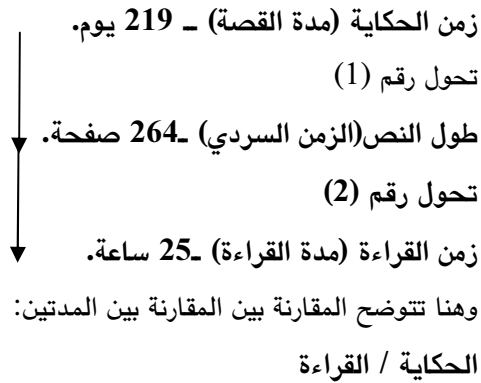 زمن الحكاية (مدة القصة) ـ 219 يوم.
تحول رقم (1)
طول النص(الزمن السردي) ـ264 صفحة.
تحول رقم (2)
زمن القراءة (مدة القراءة) ـ25 ساعة.
وهنا تتوضح المقارنة بين المقارنة بين المدتين:
الحكاية / القراءة